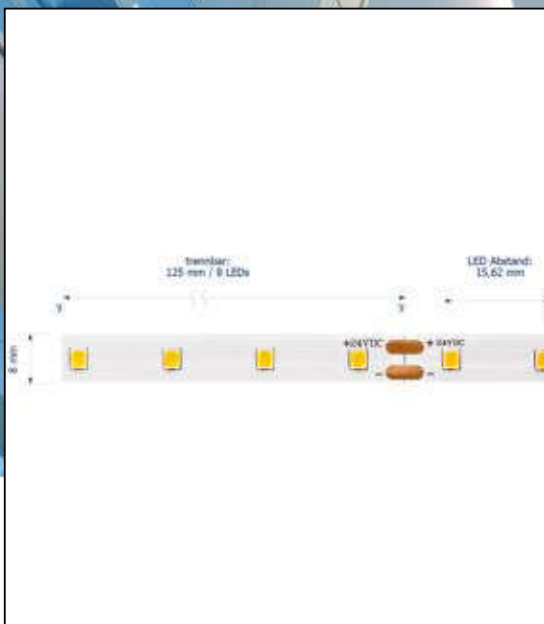 trennbar:
125 mm / 8 LEDs
LED Abstand:
15,62 mm
8 mm
+24VDC
+ 24VDC
-
-